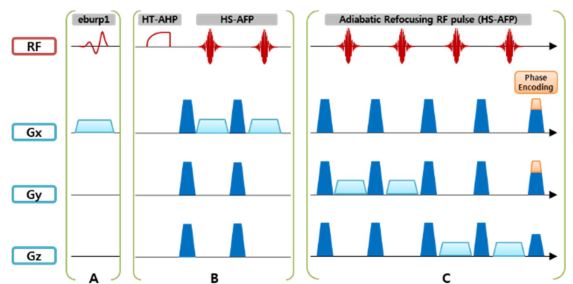 eburp1 HT-AHP HS-AFP Adiabatic Refocusing RF pulse (HS-AFP)
RF
Phase
Encoding
Gx
Gy
Gz
A B C